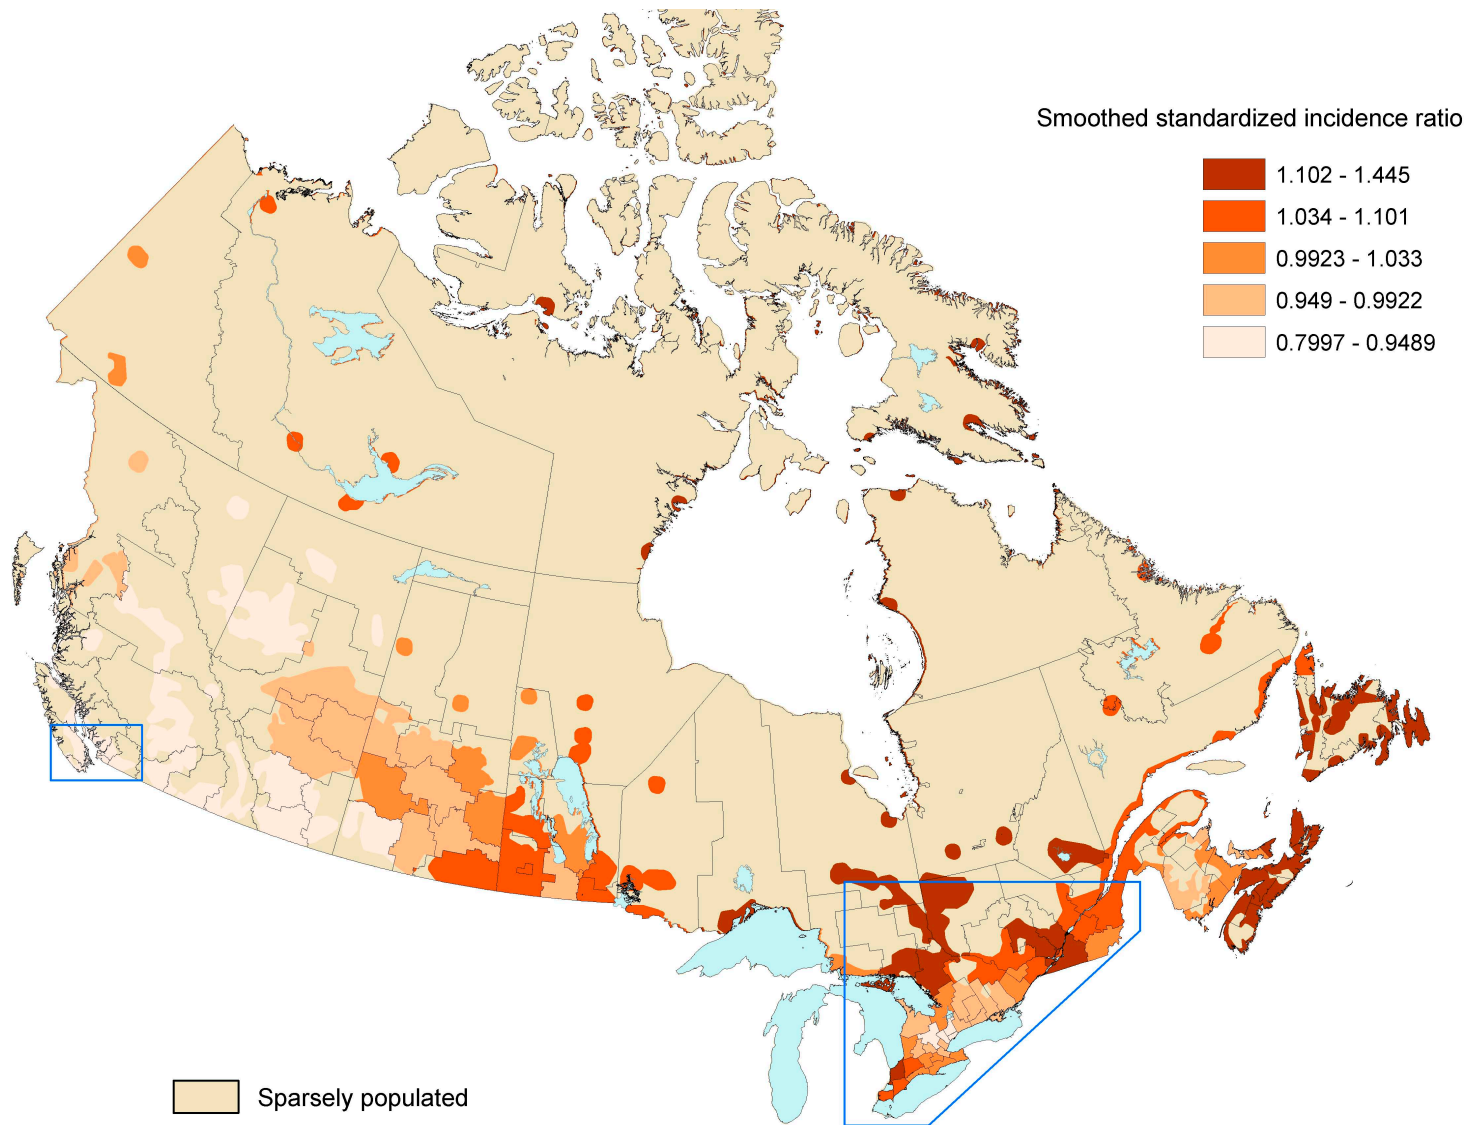 Smoothed standardized incidence ratio
1.102 - 1.445
1.034 - 1.101
0.9923 - 1.033
0.949 - 0.9922
0.7997 - 0.9489
Sparsely populated